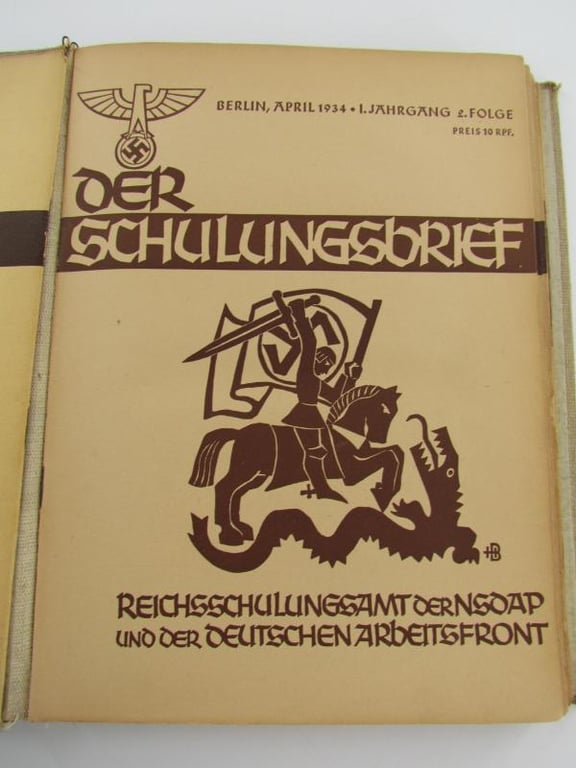 BERLIN, APRIL 1934 • I. JAHRGANG 2. FOLGE
PREIS 10 RPF.
DER
SCHULUNGSBRIEF
HB
REICHSSCHULUNGSAMT DER NSDAP
UND DER DEUTSCHEN ARBEITSFRONT